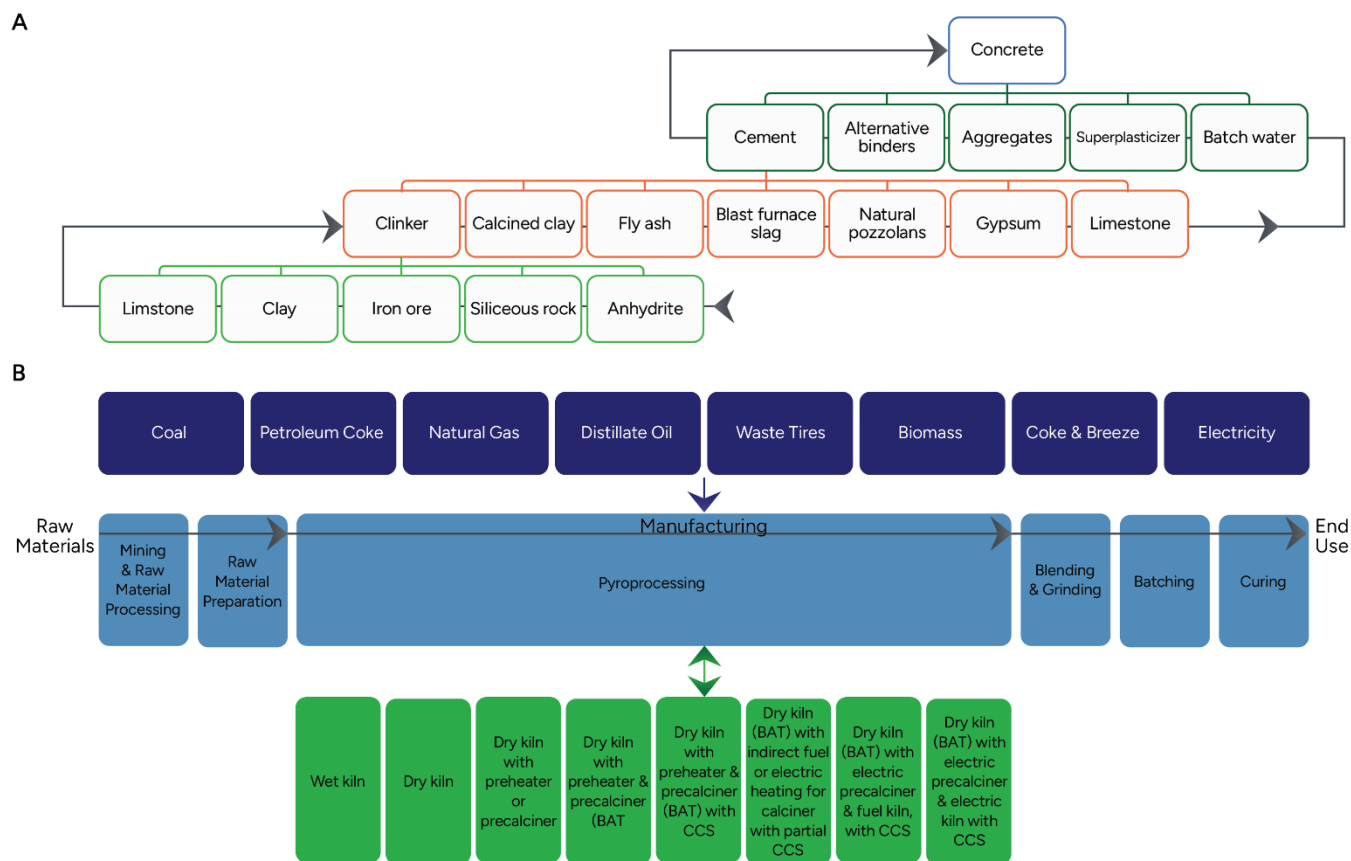 A
Concrete
Cement
Alternative
binders
Aggregates
Superplasticizer
Batch water
Clinker
Calcined clay
Fly ash
Blast furnace
slag
Natural
pozzolans
Gypsum
Limestone
Limstone
Clay
Iron ore
Siliceous rock
Anhydrite
B
Coal
Petroleum Coke
Natural Gas
Distillate Oil
Waste Tires
Biomass
Coke & Breeze
Electricity
Raw
Materials
Manufacturing
End
Use
Mining
& Raw
Material
Processing
Raw
Material
Preparation
Pyroprocessing
Blending
& Grinding
Batching
Curing
Wet kiln
Dry kiln
Dry kiln
with
preheater
or
precalciner
Dry kiln
with
preheater &
precalciner
(BAT
Dry kiln
with
preheater &
precalciner
(BAT) with
CCS
Dry kiln
(BAT) with
indirect fuel
or electric
heating for
calciner
with partial
CCS
Dry kiln
(BAT) with
electric
precalciner
& fuel kiln,
with CCS
Dry kiln
(BAT) with
electric
precalciner
& electric
kiln with
CCS